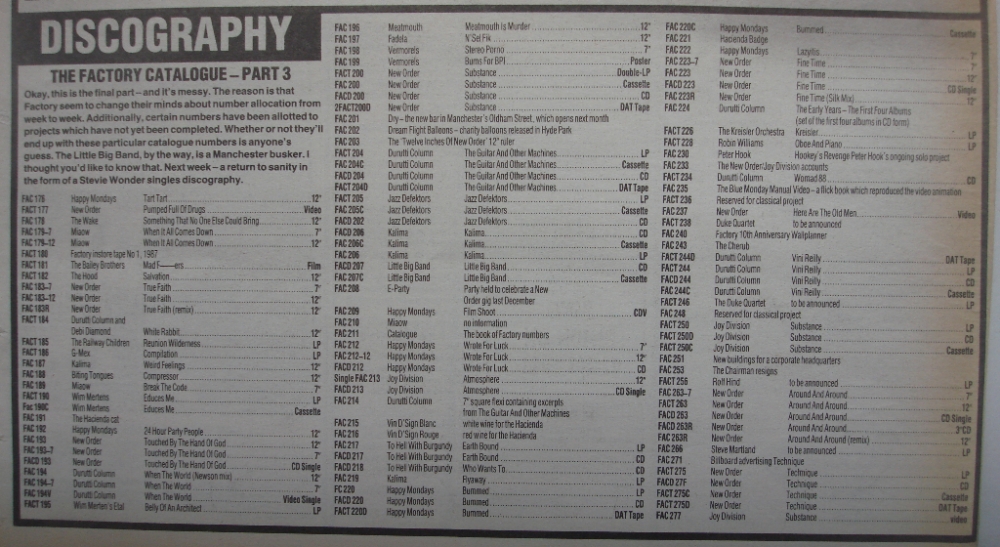 DISCOGRAPHY
THE FACTORY CATALOGUE – PART 3
Okay, this is the final part – and it's messy. The reason is that
Factory seem to change their minds about number allocation from
week to week. Additionally, certain numbers have been allotted to
projects which have not yet been completed. Whether or not they'll
end up with these particular catalogue numbers is anyone's
guess. The Little Big Band, by the way, is a Manchester busker. I
thought you'd like to know that. Next week – a return to sanity in
the form of a Stevie Wonder singles discography.
FAC 176 Happy Mondays Tart Tart 12"
FACT 177 New Order Pumped Full Of Drugs Video
FAC 178 The Wake Something That No One Else Could Bring 12"
FAC 179-7 Miaow When It All Comes Down 7"
FAC 179-12 Miaow When It All Comes Down 12"
FACT 180 Factory instore tape No 1, 1987
FACT 181 The Bailey Brothers Mad F——ers Film
FAC 182 The Hood Salvation 12"
FAC 183-7 New Order True Faith 7"
FAC 183-12 New Order True Faith 12"
FAC 183R New Order True Faith (remix) 12"
FACT 184 Durutti Column and
Debi Diamond White Rabbit 12"
FACT 185 The Railway Children Reunion Wilderness LP
FACT 186 G-Mex Compilation LP
FAC 187 Kalima Weird Feelings 12"
FAC 188 Biting Tongues Compressor 12"
FAC 189 Miaow Break The Code 7"
FACT 190 Wim Mertens Educes Me LP
Fac 190C Wim Mertens Educes Me Cassette
FAC 191 The Hacienda cat
FAC 192 Happy Mondays 24 Hour Party People 12"
FAC 193 New Order Touched By The Hand Of God 12"
FAC 193-7 New Order Touched By The Hand Of God 7"
FACD 193 New Order Touched By The Hand Of God CD Single
FAC 194 Durutti Column When The World (Newson mix) 12"
FAC 194-7 Durutti Column When The World 7"
FAC 194V Durutti Column When The World Video Single
FACT 195 Wim Merten's Etal Belly Of An Architect LP
FAC 196 Meatmouth Meatmouth Is Murder 12"
FAC 197 Fadela N'Sel Fik 12"
FAC 198 Vermorel's Stereo Porno 7"
FAC 199 Vermorel's Bums For BPI Poster
FACT 200 New Order Substance Double-LP
FAC 200 New Order Substance Cassette
FACD 200 New Order Substance CD
2FACT200D New Order Substance DAT Tape
FAC 201 Dry – the new bar in Manchester's Oldham Street, which opens next month
FAC 202 Dream Flight Balloons – charity balloons released in Hyde Park
FAC 203 The 'Twelve Inches Of New Order' 12" ruler
FACT 204 Durutti Column The Guitar And Other Machines LP
FAC 204C Durutti Column The Guitar And Other Machines Cassette
FACD 204 Durutti Column The Guitar And Other Machines CD
FACT 204D Durutti Column The Guitar And Other Machines DAT Tape
FACT 205 Jazz Defektors Jazz Defektors LP
FAC 205C Jazz Defektors Jazz Defektors Cassette
FACD 202 Jazz Defektors Jazz Defektors CD
FACD 206 Kalima Kalima CD
FAC 206C Kalima Kalima Cassette
FAC 206 Kalima Kalima LP
FACD 207 Little Big Band Little Big Band CD
FAC 207C Little Big Band Little Big Band Cassette
FAC 208 E-Party Party held to celebrate a New
Order gig last December
FAC 209 Happy Mondays Film Shoot CDV
FAC 210 Miaow no information
FAC 211 Catalogue The book of Factory numbers
FAC 212 Happy Mondays Wrote For Luck 7"
FAC 212-12 Happy Mondays Wrote For Luck 12"
FACD 212 Happy Mondays Wrote For Luck CD
Single FAC 213 Joy Division Atmosphere 12"
FACD 213 Joy Division Atmosphere CD Single
FAC 214 Durutti Column 7" square flexi containing excerpts
from The Guitar And Other Machines
FAC 215 Vin D'Sign Blanc white wine for the Hacienda
FAC 216 Vin D'Sign Rouge red wine for the Hacienda
FAC 217 To Hell With Burgundy Earth Bound LP
FACD 217 To Hell With Burgundy Earth Bound CD
FACD 218 To Hell With Burgundy Who Wants To CD
FAC 219 Kalima Flyaway LP
FC 220 Happy Mondays Bummed LP
FACD 220 Happy Mondays Bummed CD
FACT 220D Happy Mondays Bummed DAT Tape
FAC 220C Happy Mondays Bummed Cassette
FAC 221 Hacienda Badge
FAC 222 Happy Mondays Lazyitis 7"
FAC 223-7 New Order Fine Time 7"
FAC 223 New Order Fine Time 12"
FACD 223 New Order Fine Time CD Single
FAC 223R New Order Fine Time (Silk Mix) 12"
FAC 224 Durutti Column The Early Years – The First Four Albums
(set of the first four albums in CD form)
FACT 226 The Kreisler Orchestra Kreisler LP
FACT 228 Robin Williams Oboe And Piano LP
FAC 230 Peter Hook Hookey's Revenge Peter Hook's ongoing solo project
FAC 233 The New Order/Joy Division accounts
FACT 234 Durutti Column Womad 88 CD
FAC 235 The Blue Monday Manual Video – a flick book which reproduced the video animation
FACT 236 Reserved for classical project
FAC 237 New Order Here Are The Old Men Video
FACT 238 Duke Quartet to be announced
FAC 240 Factory 10th Anniversary Wallplanner
FAC 243 The Cherub
FACT 244D Durutti Column Vini Reilly DAT Tape
FACT 244 Durutti Column Vini Reilly LP
FACD 244 Durutti Column Vini Reilly CD
FAC 244C Durutti Column Vini Reilly Cassette
FACT 246 The Duke Quartet to be announced LP
FAC 248 Reserved for classical project
FACT 250 Joy Division Substance LP
FACT 250D Joy Division Substance CD
FACT 250C Joy Division Substance Cassette
FAC 251 New buildings for a corporate headquarters
FAC 253 The Chairman resigns
FACT 256 Rolf Hind to be announced LP
FAC 263-7 New Order Around And Around 7"
FACT 263 New Order Around And Around 12"
FACD 263 New Order Around And Around CD Single
FACD 263R New Order Around And Around 3"CD
FAC 263R New Order Around And Around (remix) 12"
FAC 266 Steve Martland to be announced LP
FAC 271 Billboard advertising Technique
FACT 275 New Order Technique LP
FACD 27F New Order Technique CD
FACT 275C New Order Technique Cassette
FACT 275D New Order Technique DAT Tape
FAC 277 Joy Division Substance video